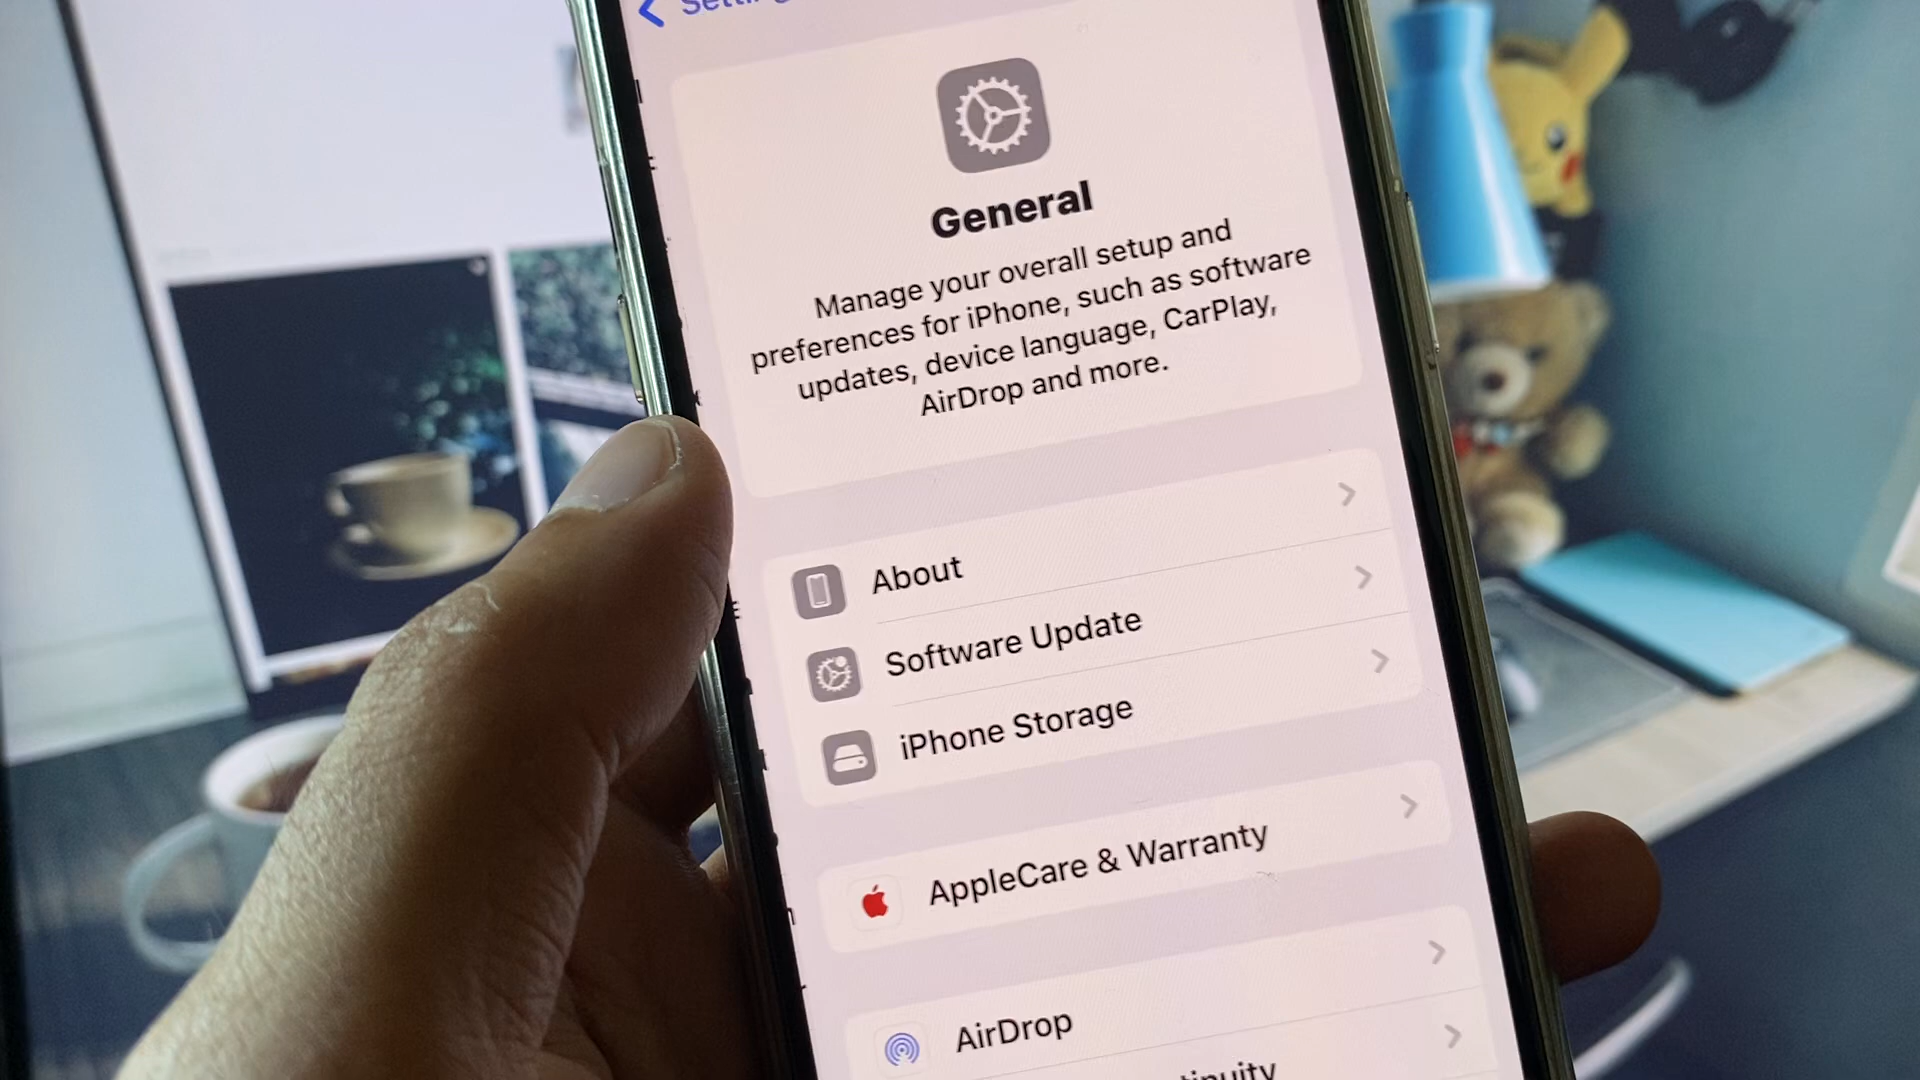 General
Manage your overall setup and
preferences for iPhone, such as software
updates, device language, CarPlay,
AirDrop and more.
About
Software Update
iPhone Storage
AppleCare & Warranty
AirDrop